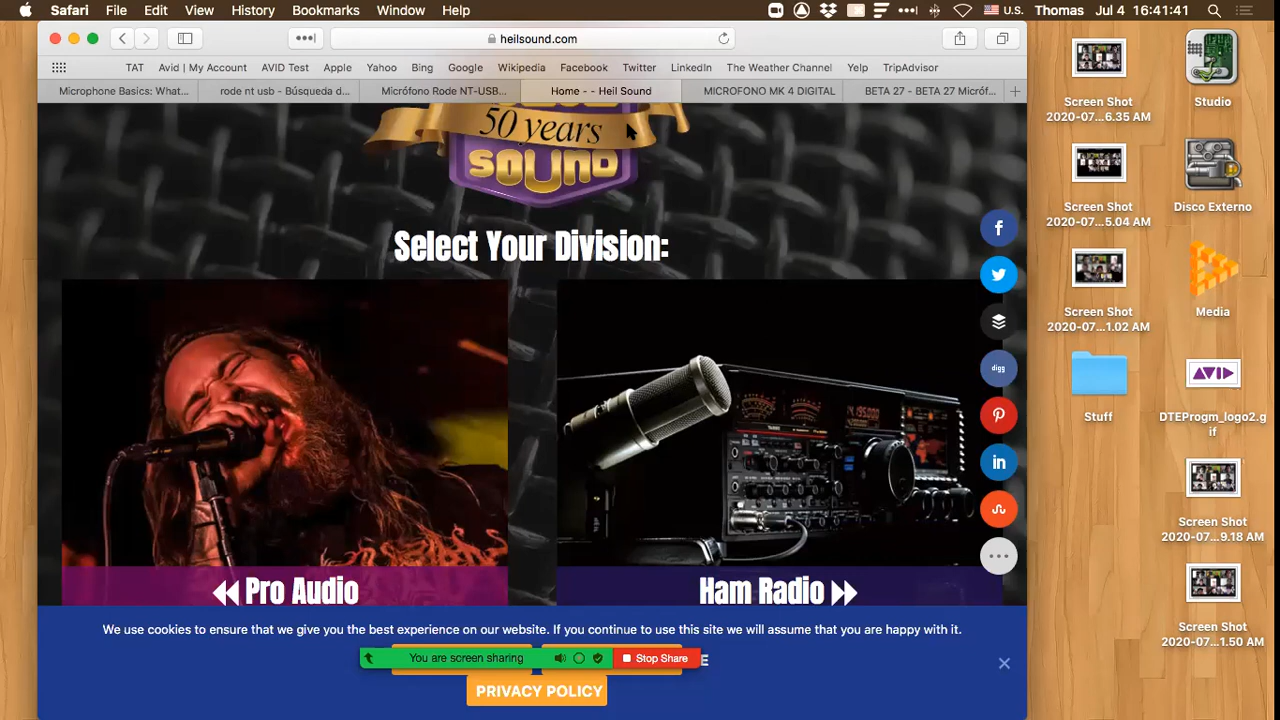 Safari File Edit View History Bookmarks Window Help U.S. Thomas Jul 4 16:41:41
heilsound.com
TAT Avid | My Account AVID Test Apple Yahoo Bing Google Wikipedia Facebook Twitter LinkedIn The Weather Channel Yelp TripAdvisor
Microphone Basics: What... rode nt usb - Búsqueda d... Micrófono Rode NT-USB... Home - - Heil Sound MICROFONO MK 4 DIGITAL BETA 27 - BETA 27 Micróf...
50 years
SOUND
Select Your Division:
Pro Audio
Ham Radio
We use cookies to ensure that we give you the best experience on our website. If you continue to use this site we will assume that you are happy with it.
You are screen sharing Stop Share
PRIVACY POLICY
digg
Screen Shot
2020-07...6.35 AM
Studio
Screen Shot
2020-07...5.04 AM
Disco Externo
Screen Shot
2020-07...1.02 AM
Media
Stuff
AVID
DTEProgm_logo2.g
if
Screen Shot
2020-07...9.18 AM
Screen Shot
2020-07...1.50 AM